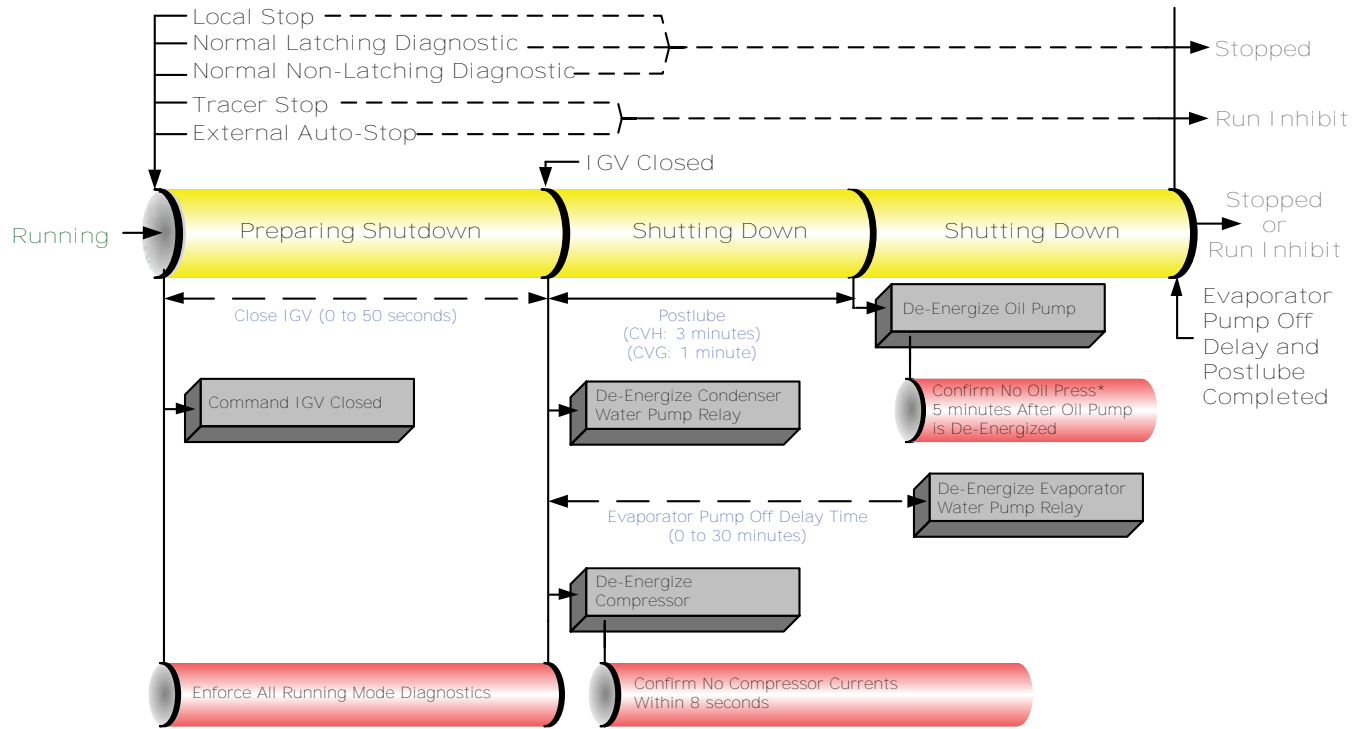 Local Stop
Normal Latching Diagnostic
Normal Non-Latching Diagnostic
Stopped
Tracer Stop
External Auto-Stop
Run Inhibit
IGV Closed
Running
Preparing Shutdown
Shutting Down
Shutting Down
Stopped
or
Run Inhibit
Close IGV (0 to 50 seconds)
Postlube
(CVH: 3 minutes)
(CVG: 1 minute)
De-Energize Oil Pump
Evaporator
Pump Off
Delay and
Postlube
Completed
Command IGV Closed
De-Energize Condenser
Water Pump Relay
Confirm No Oil Press*
5 minutes After Oil Pump
is De-Energized
Evaporator Pump Off Delay Time
(0 to 30 minutes)
De-Energize Evaporator
Water Pump Relay
De-Energize
Compressor
Enforce All Running Mode Diagnostics
Confirm No Compressor Currents
Within 8 seconds